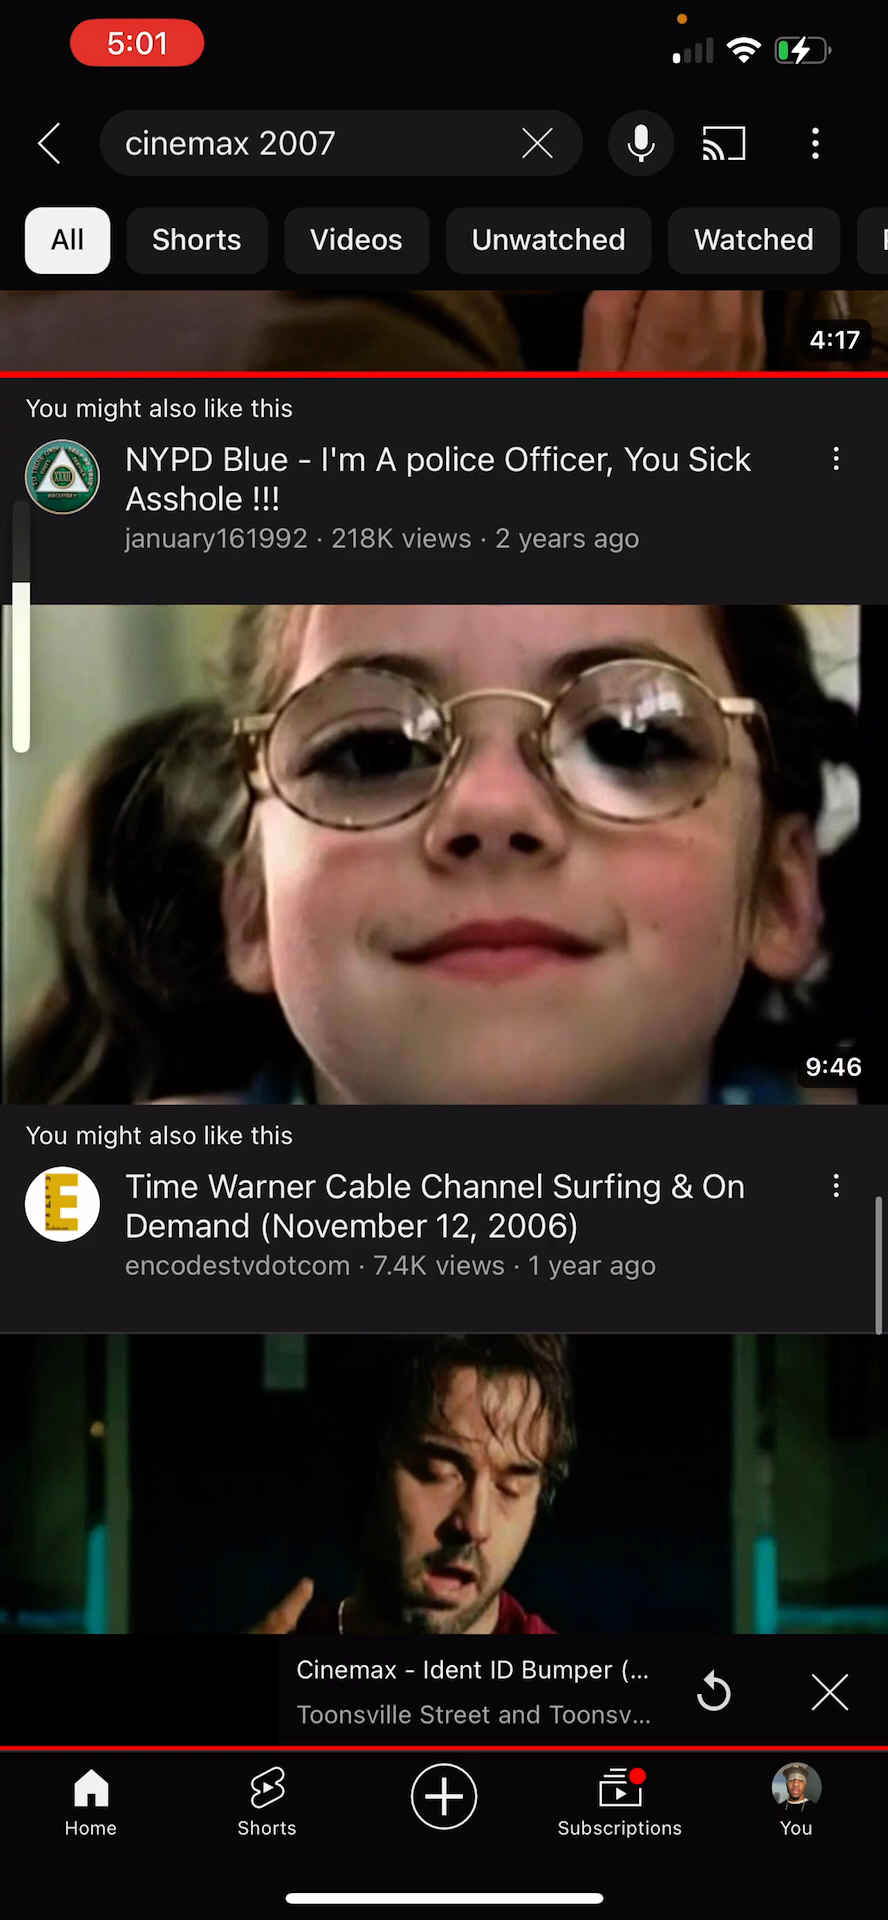 5:01
cinemax 2007
All
Shorts
Videos
Unwatched
Watched
4:17
You might also like this
NYPD Blue - I'm A police Officer, You Sick
Asshole !!!
january161992 · 218K views · 2 years ago
9:46
You might also like this
Time Warner Cable Channel Surfing & On
Demand (November 12, 2006)
encodestvdotcom · 7.4K views · 1 year ago
Cinemax - Ident ID Bumper (...
Toonsville Street and Toonsv...
Home
Shorts
Subscriptions
You